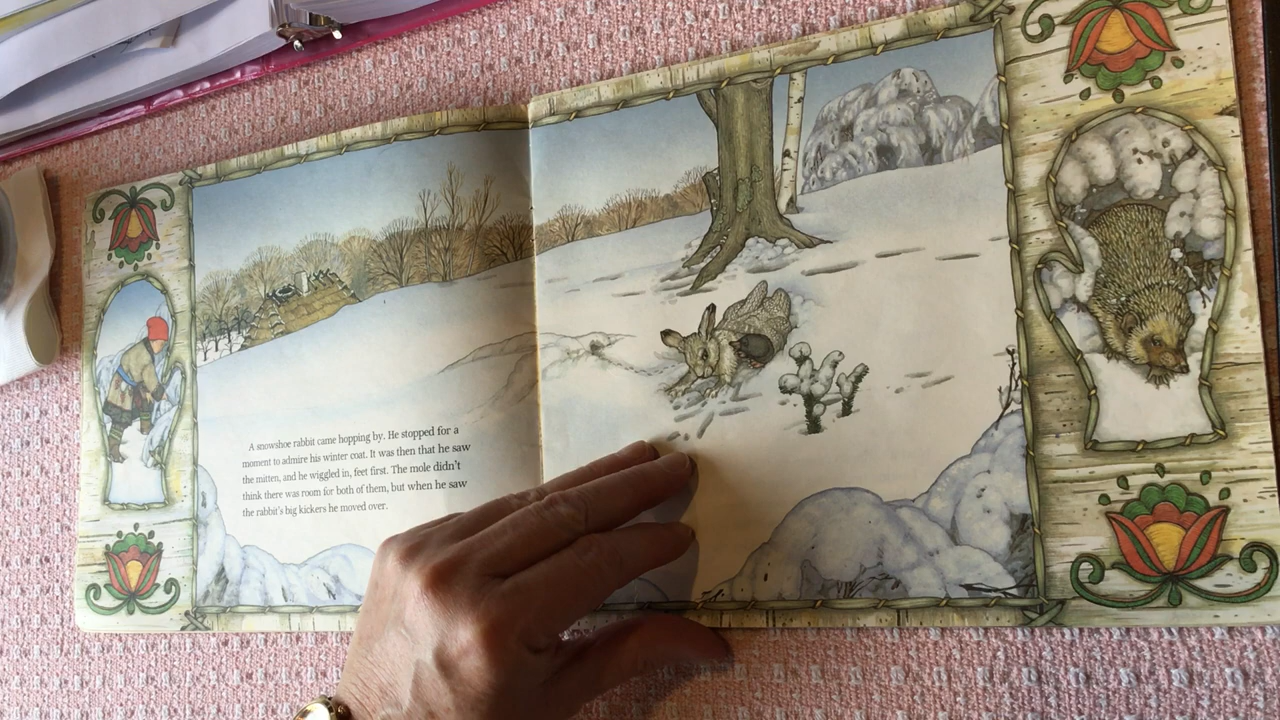 A snowshoe rabbit came hopping by. He stopped for a
moment to admire his winter coat. It was then that he saw
the mitten, and he wiggled in, feet first. The mole didn't
think there was room for both of them, but when he saw
the rabbit's big kickers he moved over.